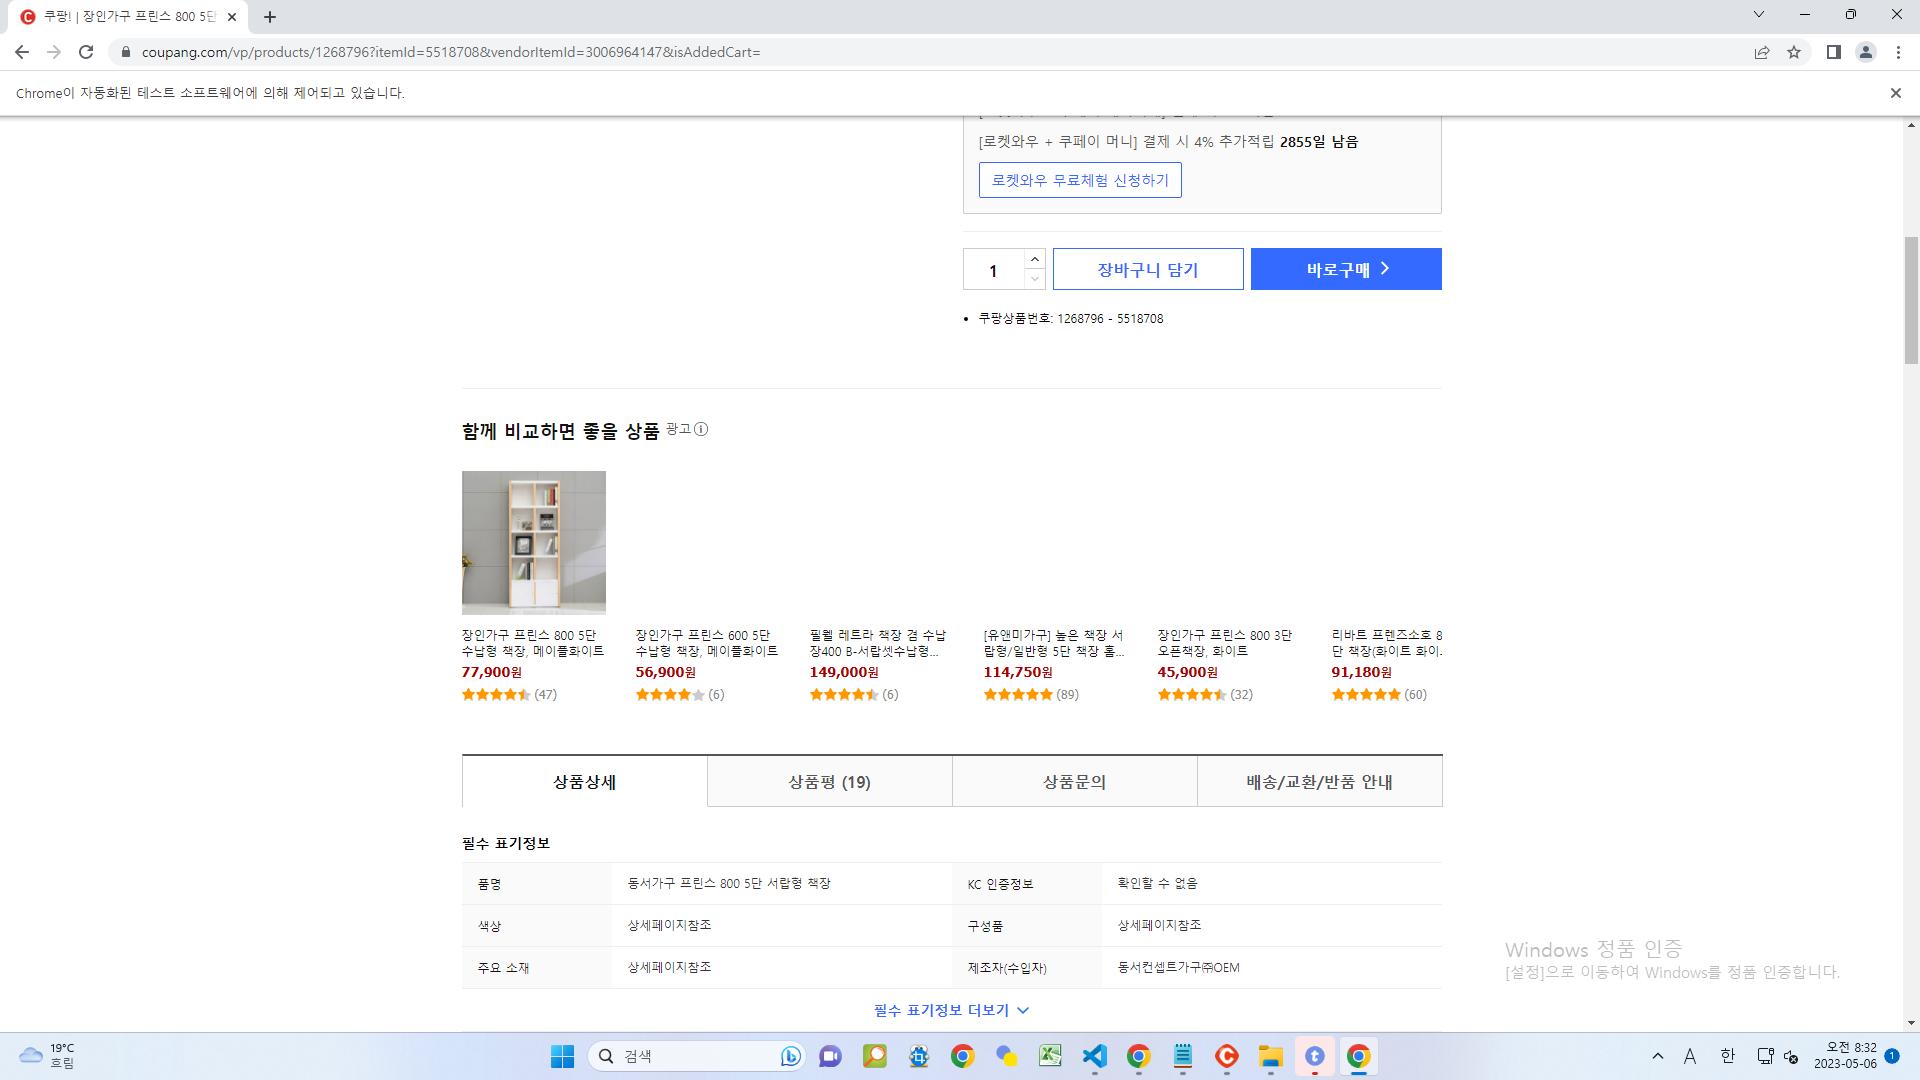 쿠팡! | 장인가구 프린스 800 5단
coupang.com/vp/products/1268796?itemId=5518708&vendorItemId=3006964147&isAddedCart=
Chrome이 자동화된 테스트 소프트웨어에 의해 제어되고 있습니다.
[로켓와우 + 쿠페이 머니] 결제 시 4% 추가적립 2855일 남음
로켓와우 무료체험 신청하기
1
장바구니 담기
바로구매
• 쿠팡상품번호: 1268796 - 5518708
함께 비교하면 좋을 상품 광고
장인가구 프린스 800 5단
수납형 책장, 메이플화이트
77,900원
(47)
장인가구 프린스 600 5단
수납형 책장, 메이플화이트
56,900원
(6)
필웰 레트라 책장 겸 수납
장400 B-서랍셋수납형...
149,000원
(6)
[유앤미가구] 높은 책장 서
랍형/일반형 5단 책장 홈...
114,750원
(89)
장인가구 프린스 800 3단
오픈책장, 화이트
45,900원
(32)
리바트 프렌즈소호 8
단 책장(화이트 화이.
91,180원
(60)
상품상세
상품평 (19)
상품문의
배송/교환/반품 안내
필수 표기정보
품명
동서가구 프린스 800 5단 서랍형 책장
KC 인증정보
확인할 수 없음
색상
상세페이지참조
구성품
상세페이지참조
주요 소재
상세페이지참조
제조자(수입자)
동서컨셉트가구㈜OEM
필수 표기정보 더보기
Windows 정품 인증
[설정]으로 이동하여 Windows를 정품 인증합니다.
19°C
흐림
검색
A
한
오전 8:32
2023-05-06
1